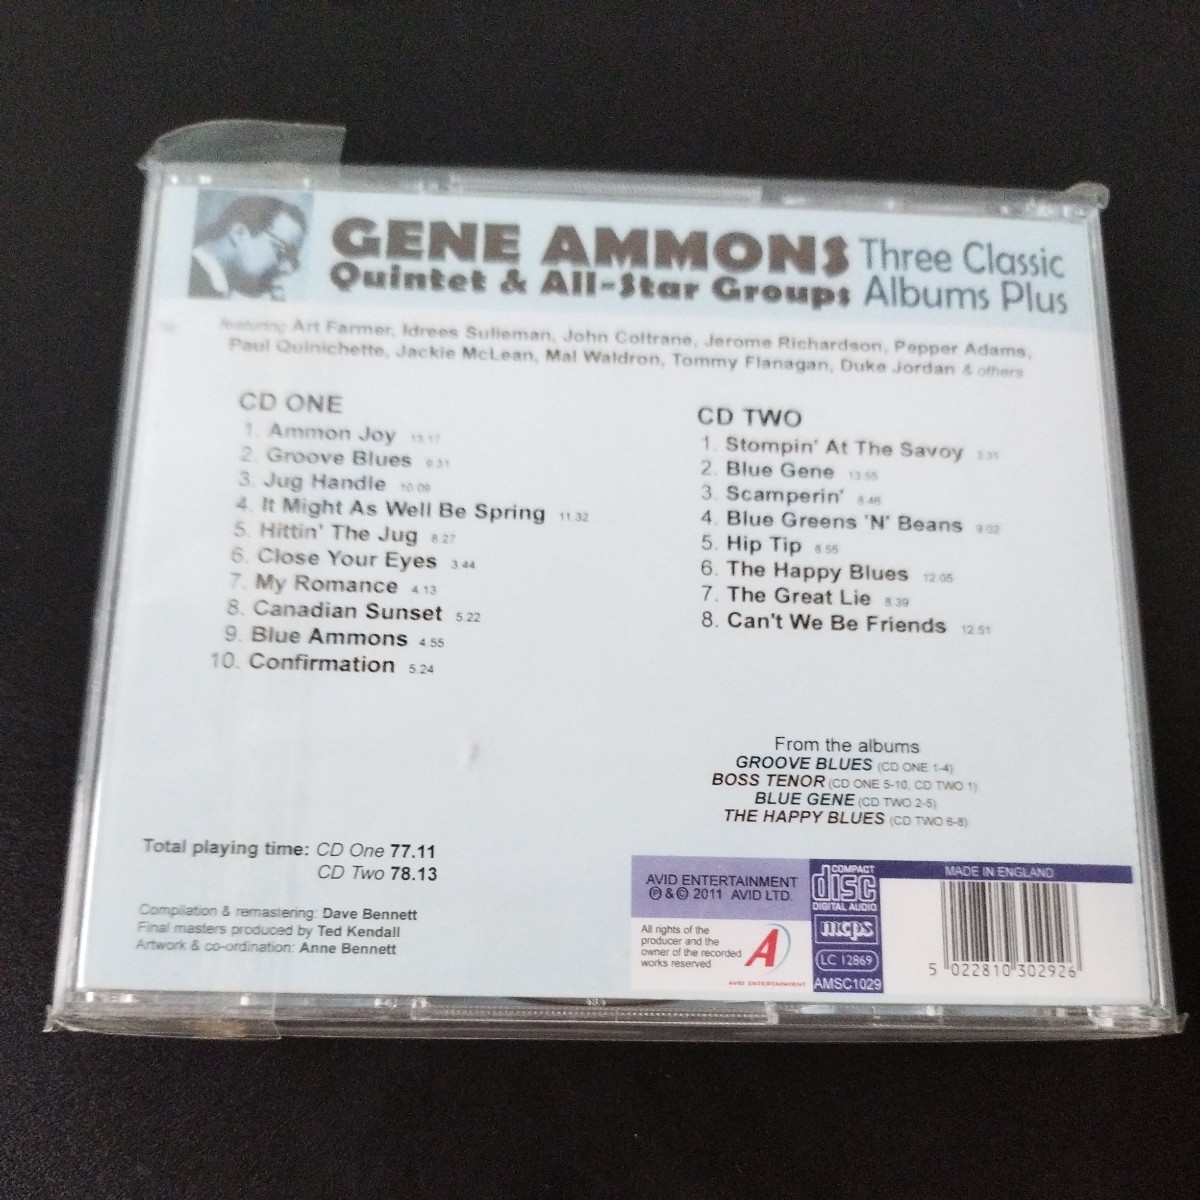 GENE AMMONS
Quintet & All-Star Groups
Three Classic
Albums Plus
featuring Art Farmer, Idrees Sulieman, John Coltrane, Jerome Richardson, Pepper Adams,
Paul Quinichette, Jackie McLean, Mal Waldron, Tommy Flanagan, Duke Jordan & others
CD ONE
1. Ammon Joy 13.17
2. Groove Blues 9.31
3. Jug Handle 10.09
4. It Might As Well Be Spring 11.32
5. Hittin' The Jug 8.27
6. Close Your Eyes 3.44
7. My Romance 4.13
8. Canadian Sunset 5.22
9. Blue Ammons 4.55
10. Confirmation 5.24
CD TWO
1. Stompin' At The Savoy 3.31
2. Blue Gene 13.55
3. Scamperin' 8.46
4. Blue Greens 'N' Beans 9.02
5. Hip Tip 8.55
6. The Happy Blues 12.05
7. The Great Lie 8.39
8. Can't We Be Friends 12.51
From the albums
GROOVE BLUES (CD ONE 1-4)
BOSS TENOR (CD ONE 5-10, CD TWO 1)
BLUE GENE (CD TWO 2-5)
THE HAPPY BLUES (CD TWO 6-8)
Total playing time: CD One 77.11
CD Two 78.13
Compilation & remastering: Dave Bennett
Final masters produced by Ted Kendall
Artwork & co-ordination: Anne Bennett
AVID ENTERTAINMENT
℗ & © 2011 AVID LTD.
All rights of the
producer and the
owner of the recorded
works reserved
A
AVID ENTERTAINMENT
COMPACT
disc
DIGITAL AUDIO
mcps
LC 12869
AMSC1029
MADE IN ENGLAND
5 022810 302926